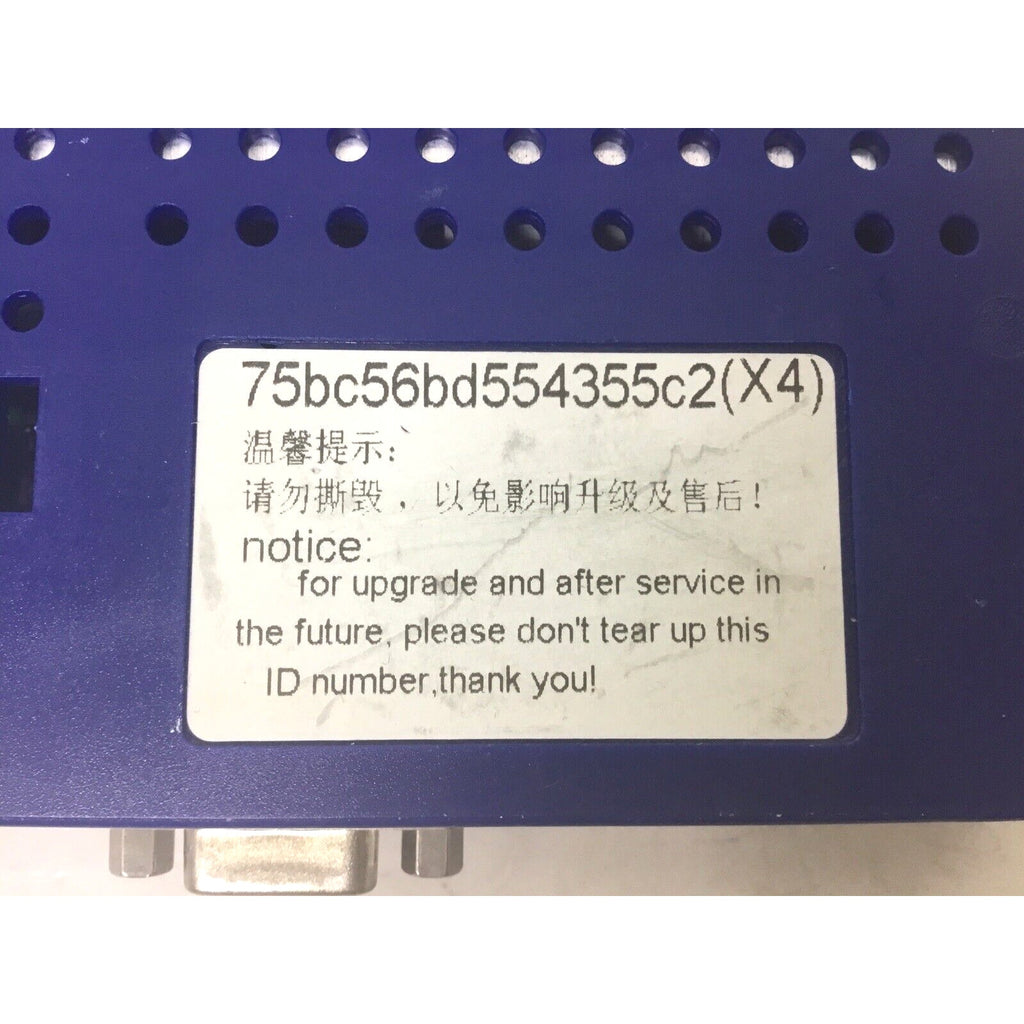 75bc56bd554355c2(X4)
温馨提示:
请勿撕毁，以免影响升级及售后！
notice:
for upgrade and after service in
the future, please don't tear up this
ID number,thank you!